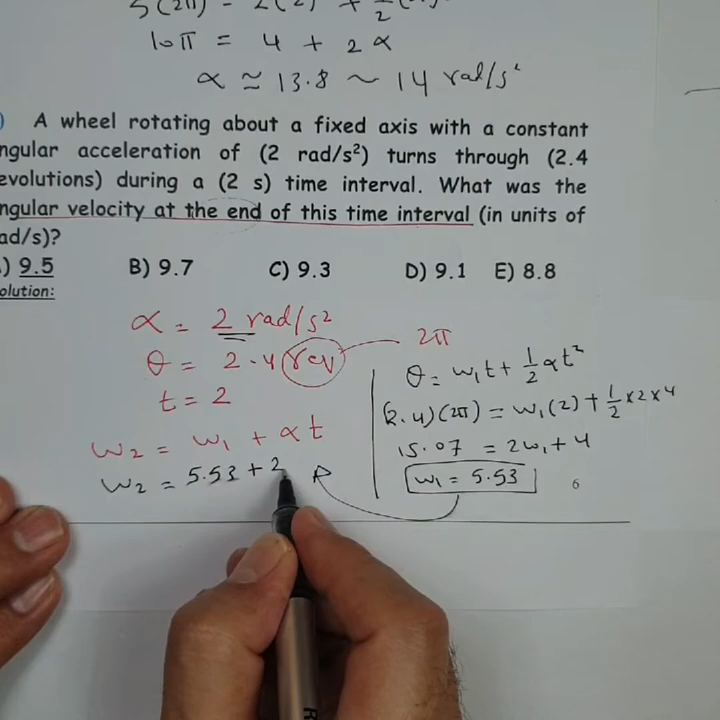 5(2π) = 2(2) +
10π = 4 + 2α
α ≃ 13.8 ~ 14 rad/s²
) A wheel rotating about a fixed axis with a constant
ngular acceleration of (2 rad/s²) turns through (2.4
evolutions) during a (2 s) time interval. What was the
ngular velocity at the end of this time interval (in units of
ad/s)?
) 9.5 B) 9.7 C) 9.3 D) 9.1 E) 8.8
olution:
α = 2 rad/s²
θ = 2.4 rev 2π
t = 2
ω₂ = ω₁ + αt
ω₂ = 5.53 + 2
θ = ω₁t + 1/2 αt²
(2.4)(2π) = ω₁(2) + 1/2 × 2 × 4
15.07 = 2ω₁ + 4
ω₁ = 5.53
6